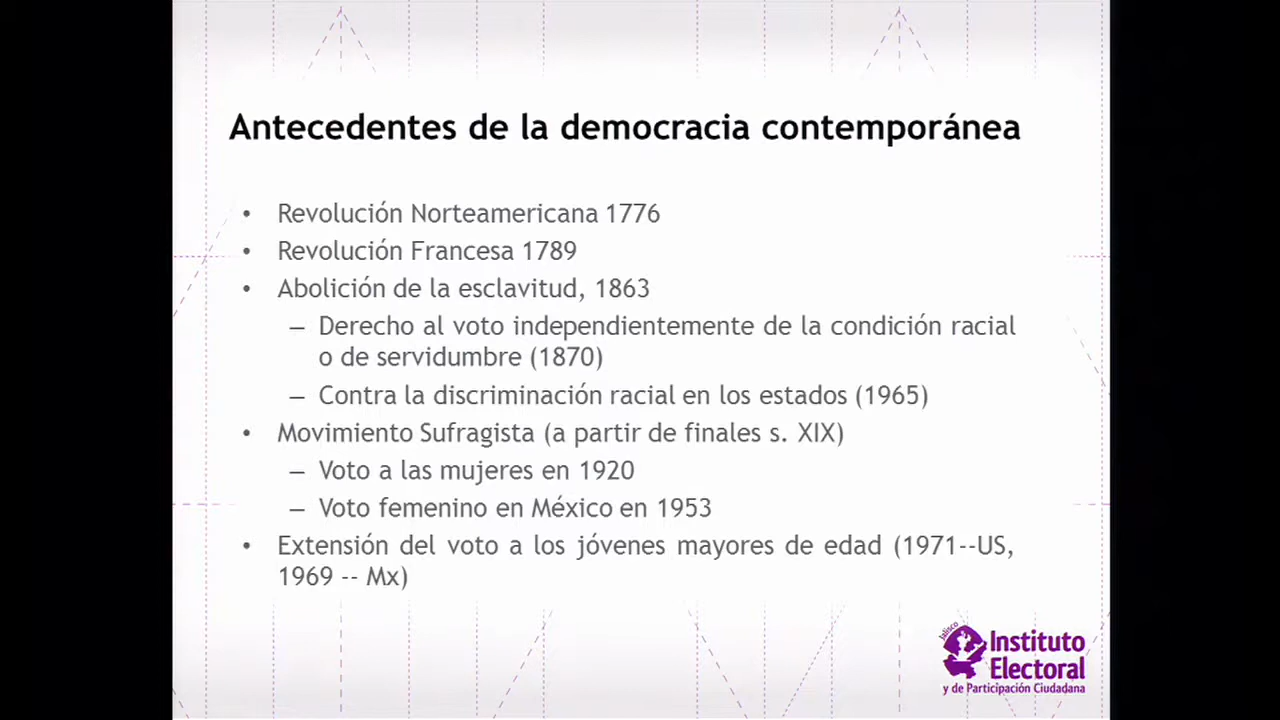 Antecedentes de la democracia contemporánea
• Revolución Norteamericana 1776
• Revolución Francesa 1789
• Abolición de la esclavitud, 1863
– Derecho al voto independientemente de la condición racial
o de servidumbre (1870)
– Contra la discriminación racial en los estados (1965)
• Movimiento Sufragista (a partir de finales s. XIX)
– Voto a las mujeres en 1920
– Voto femenino en México en 1953
• Extensión del voto a los jóvenes mayores de edad (1971--US,
1969 -- Mx)
Jalisco
Instituto
Electoral
y de Participación Ciudadana